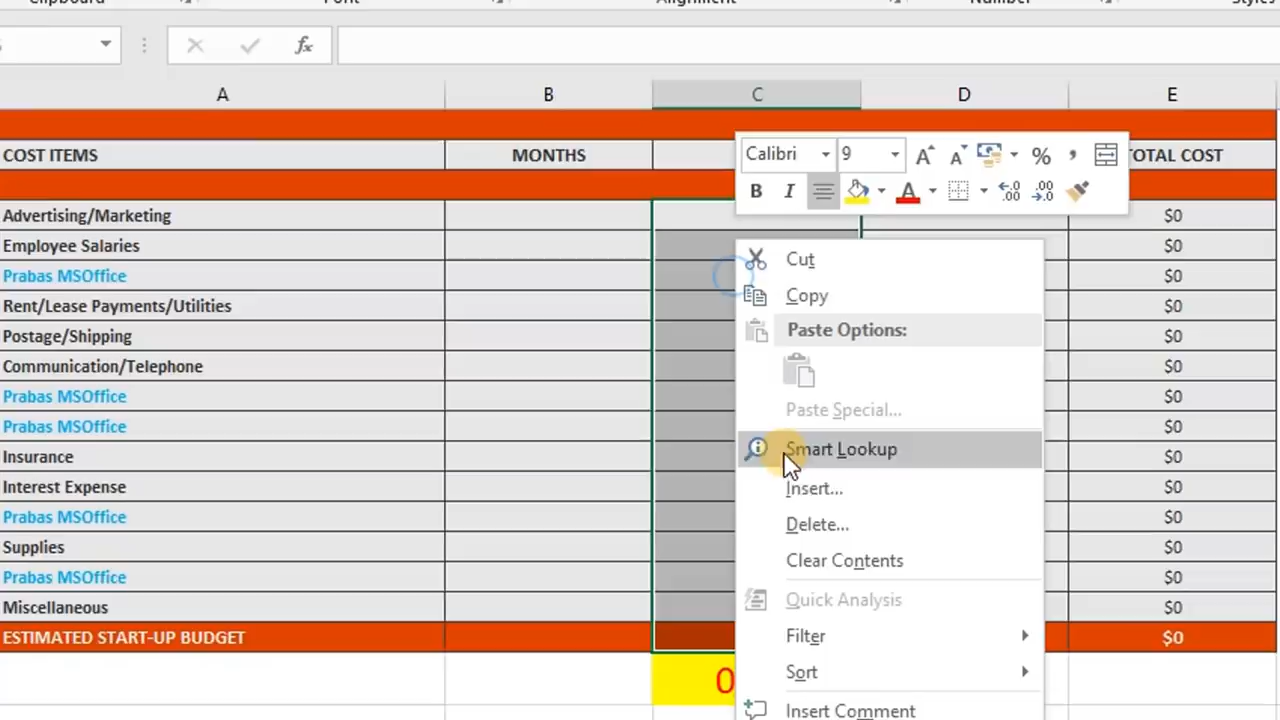 Clipboard Font Alignment Number Styles
fx
A B C D E
COST ITEMS MONTHS TOTAL COST
Calibri 9 A A % ,
B I A .00 .00
Advertising/Marketing $0
Employee Salaries $0
Prabas MSOffice $0
Rent/Lease Payments/Utilities $0
Postage/Shipping $0
Communication/Telephone $0
Prabas MSOffice $0
Prabas MSOffice $0
Insurance $0
Interest Expense $0
Prabas MSOffice $0
Supplies $0
Prabas MSOffice $0
Miscellaneous $0
ESTIMATED START-UP BUDGET $0
0
Cut
Copy
Paste Options:
Paste Special...
Smart Lookup
Insert...
Delete...
Clear Contents
Quick Analysis
Filter
Sort
Insert Comment